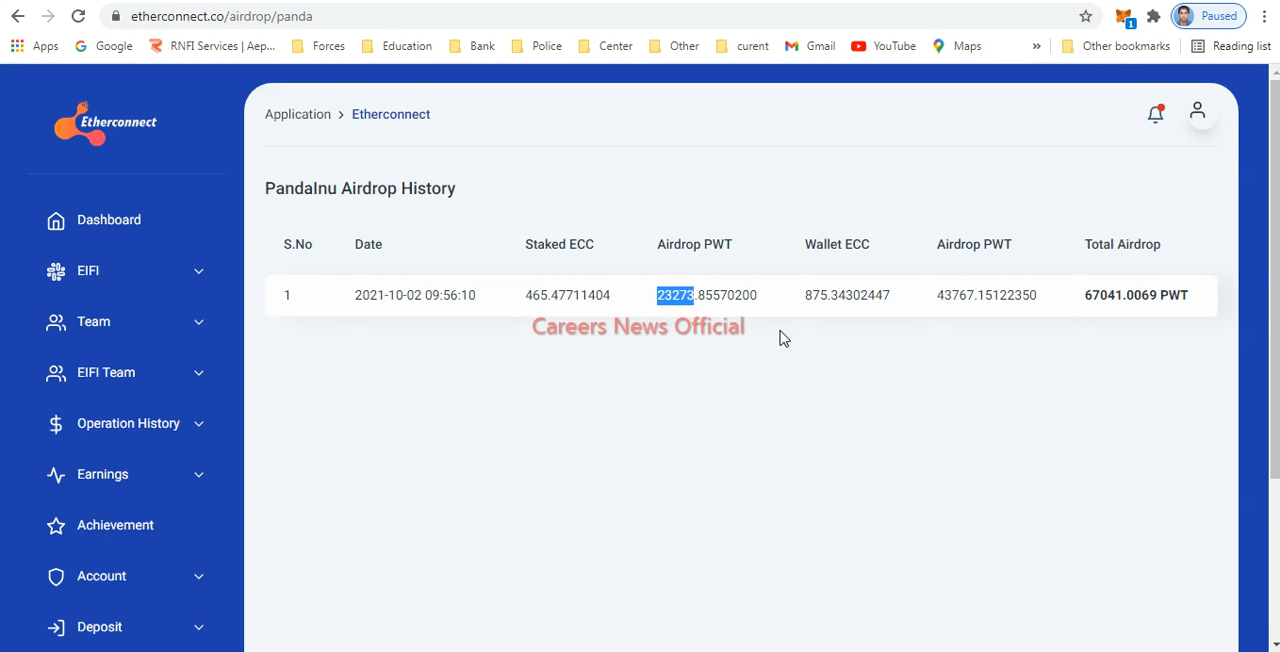 etherconnect.co/airdrop/panda
1
Paused
Apps Google RNFI Services | Aep... Forces Education Bank Police Center Other curent Gmail YouTube Maps » Other bookmarks Reading list
Etherconnect
Application > Etherconnect
PandaInu Airdrop History
S.No Date Staked ECC Airdrop PWT Wallet ECC Airdrop PWT Total Airdrop
1 2021-10-02 09:56:10 465.47711404 23273.85570200 875.34302447 43767.15122350 67041.0069 PWT
Careers News Official
Dashboard
EIFI
Team
EIFI Team
Operation History
Earnings
Achievement
Account
Deposit